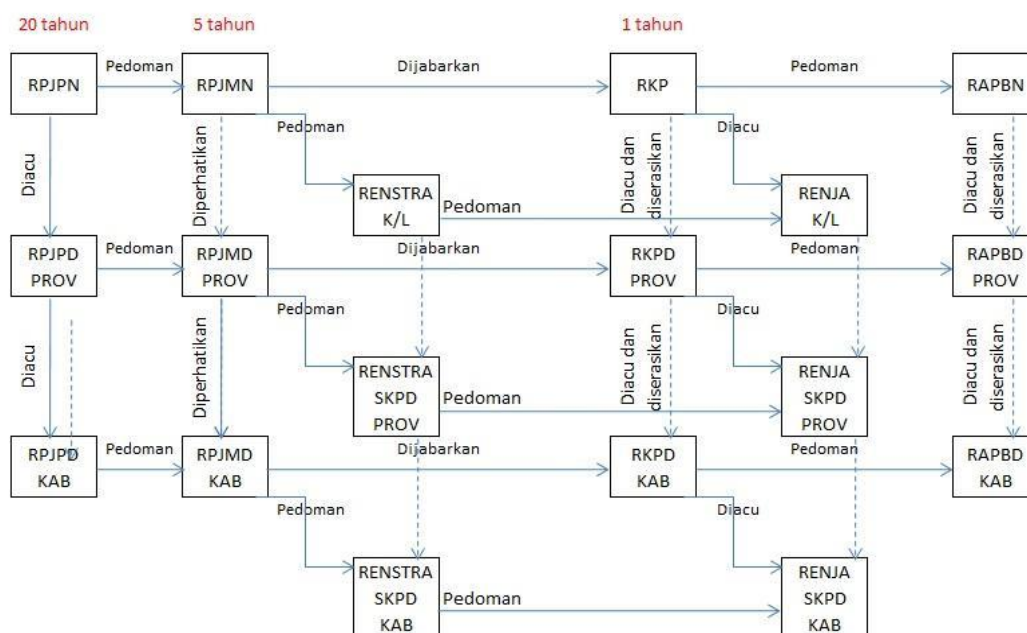 20 tahun
5 tahun
1 tahun
RPJPN
Pedoman
RPJMN
Dijabarkan
RKP
Pedoman
RAPBN
Pedoman
Diacu
Diacu
Diperhatikan
Diacu dan
diserasikan
Diacu dan
diserasikan
RENSTRA
K/L
Pedoman
RENJA
K/L
RPJPD
PROV
Pedoman
RPJMD
PROV
Dijabarkan
RKPD
PROV
Pedoman
RAPBD
PROV
Pedoman
Diacu
Diacu
Diperhatikan
Diacu dan
diserasikan
Diacu dan
diserasikan
RENSTRA
SKPD
PROV
Pedoman
RENJA
SKPD
PROV
RPJPD
KAB
Pedoman
RPJMD
KAB
Dijabarkan
RKPD
KAB
Pedoman
RAPBD
KAB
Pedoman
Diacu
RENSTRA
SKPD
KAB
Pedoman
RENJA
SKPD
KAB